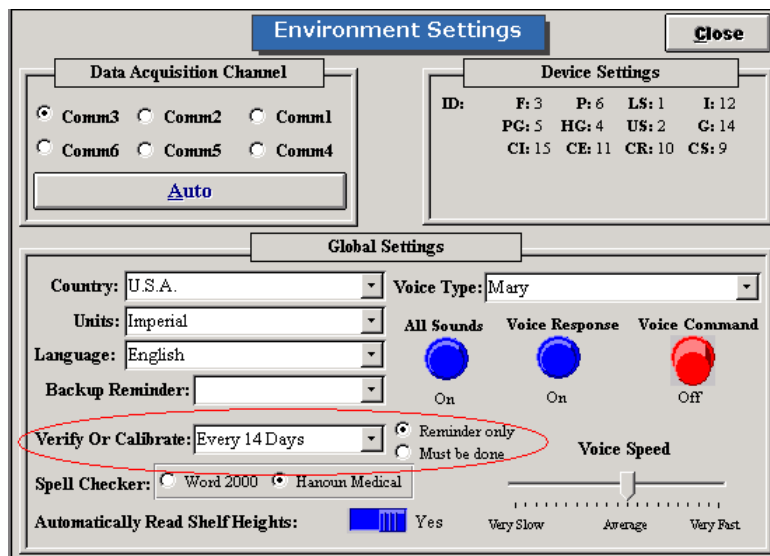 Environment Settings
Close
Data Acquisition Channel
Comm3 Comm2 Comm1
Comm6 Comm5 Comm4
Auto
Device Settings
ID: F: 3 P: 6 LS: 1 I: 12
PG: 5 HG: 4 US: 2 G: 14
CI: 15 CE: 11 CR: 10 CS: 9
Global Settings
Country: U.S.A.
Units: Imperial
Language: English
Backup Reminder:
Verify Or Calibrate: Every 14 Days
Reminder only
Must be done
Spell Checker: Word 2000 Hanoun Medical
Automatically Read Shelf Heights: Yes
Voice Type: Mary
All Sounds Voice Response Voice Command
On On Off
Voice Speed
Very Slow Average Very Fast